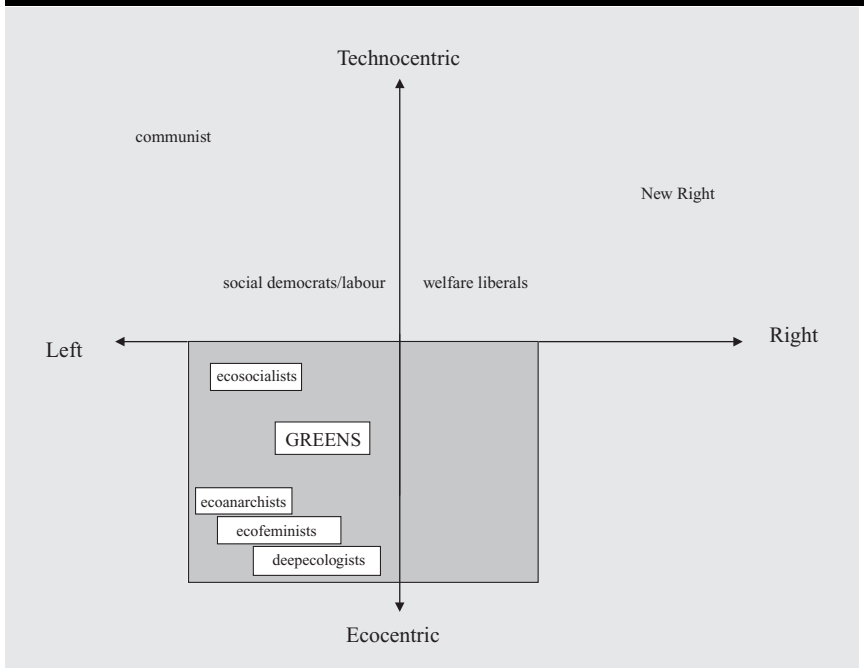 Technocentric
communist
New Right
social democrats/labour
welfare liberals
Left
Right
ecosocialists
GREENS
ecoanarchists
ecofeminists
deepecologists
Ecocentric